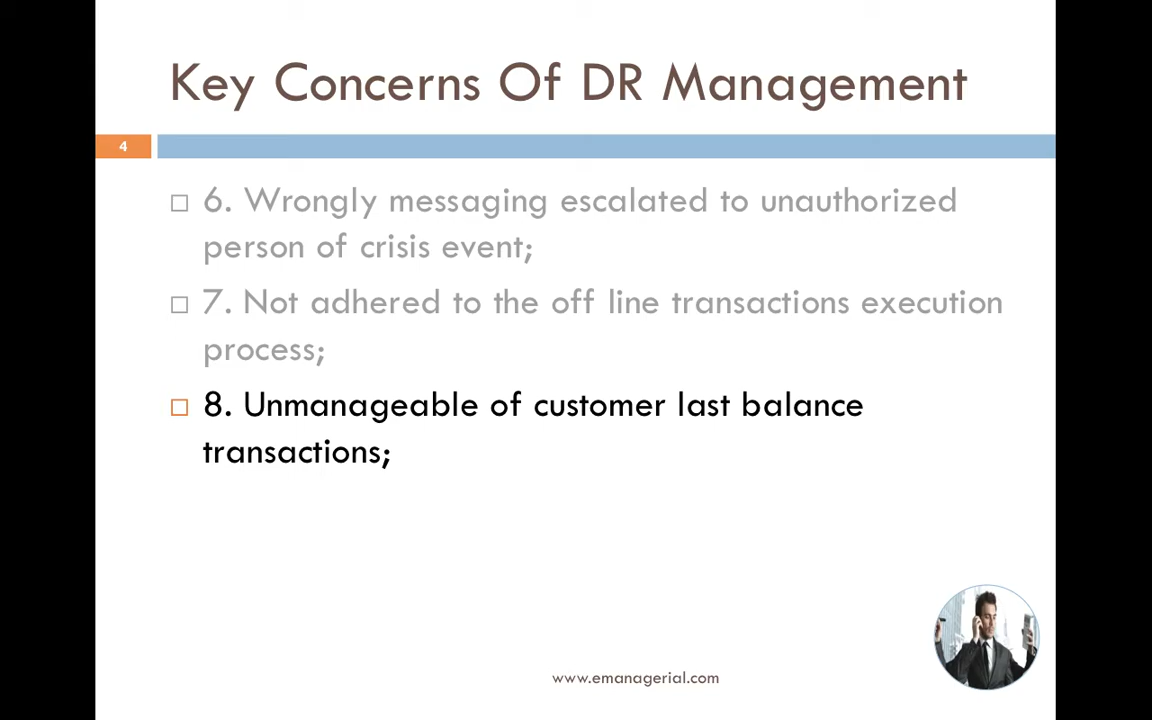 Key Concerns Of DR Management
4
6. Wrongly messaging escalated to unauthorized
person of crisis event;
7. Not adhered to the off line transactions execution
process;
8. Unmanageable of customer last balance
transactions;
www.emanagerial.com